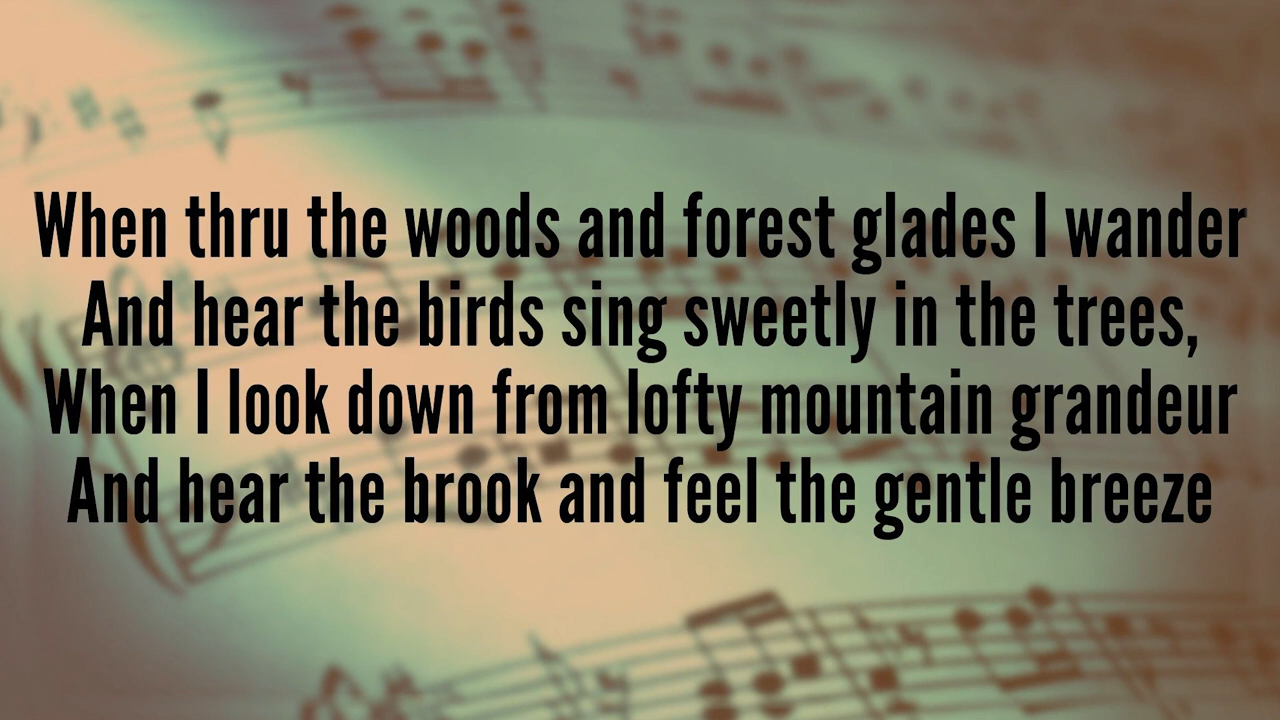 When thru the woods and forest glades I wander
And hear the birds sing sweetly in the trees,
When I look down from lofty mountain grandeur
And hear the brook and feel the gentle breeze